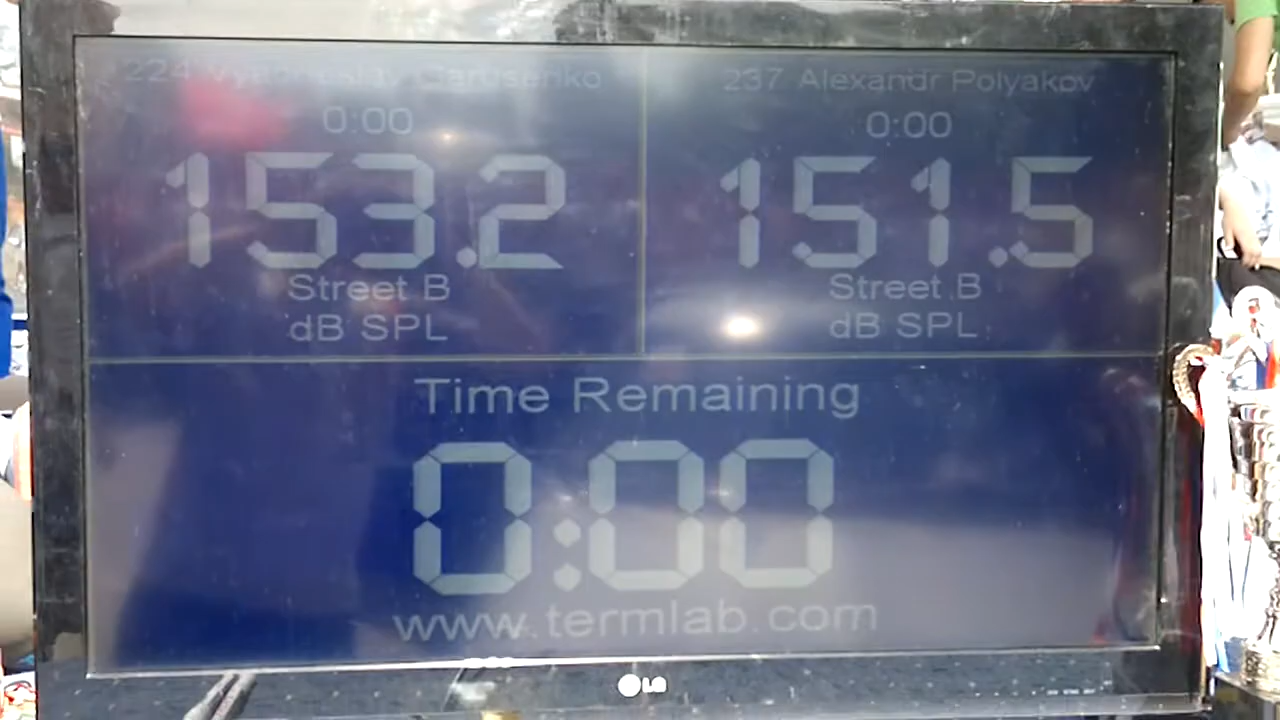 224
0:00
153.2
Street B
dB SPL
237 Alexandr Polyakov
0:00
151.5
Street B
dB SPL
Time Remaining
0:00
www.termlab.com
LG